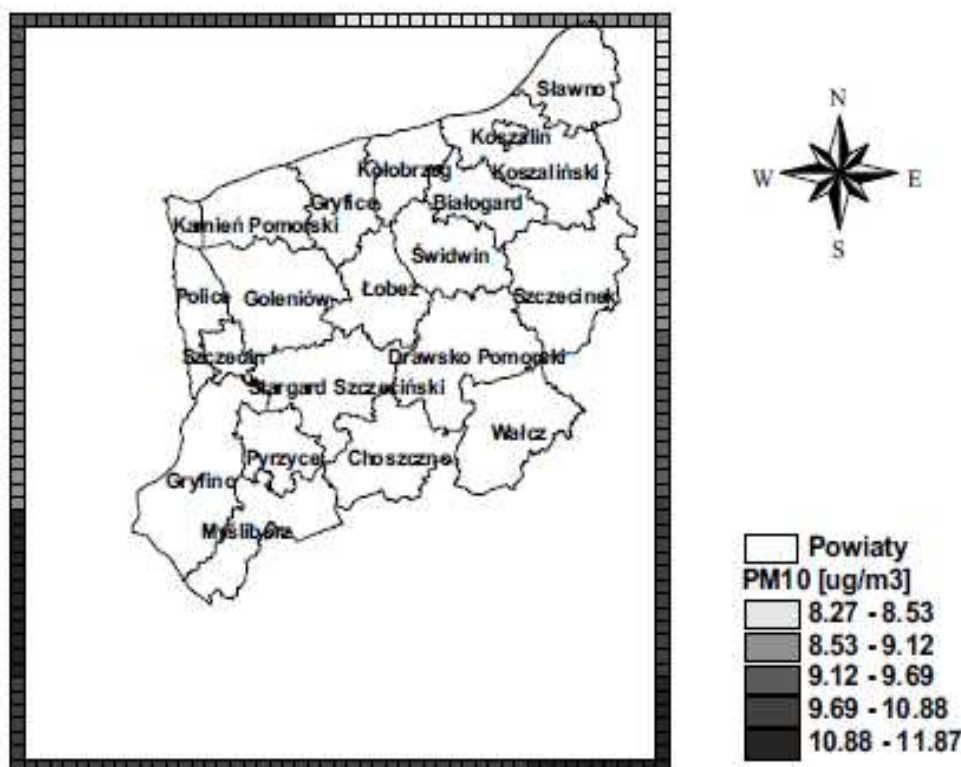 Sławno
N
Koszalin
Kołobrzeg
Koszaliński
W
E
Gryfice
Białogard
Kamień Pomorski
S
Świdwin
Police
Goleniów
Łobez
Szczecinek
Szczecin
Drawsko Pomorski
Stargard Szczeciński
Wałcz
Pyrzyce
Choszczno
Gryfino
Myślibórz
Powiaty
PM10 [ug/m3]
8.27 - 8.53
8.53 - 9.12
9.12 - 9.69
9.69 - 10.88
10.88 - 11.87